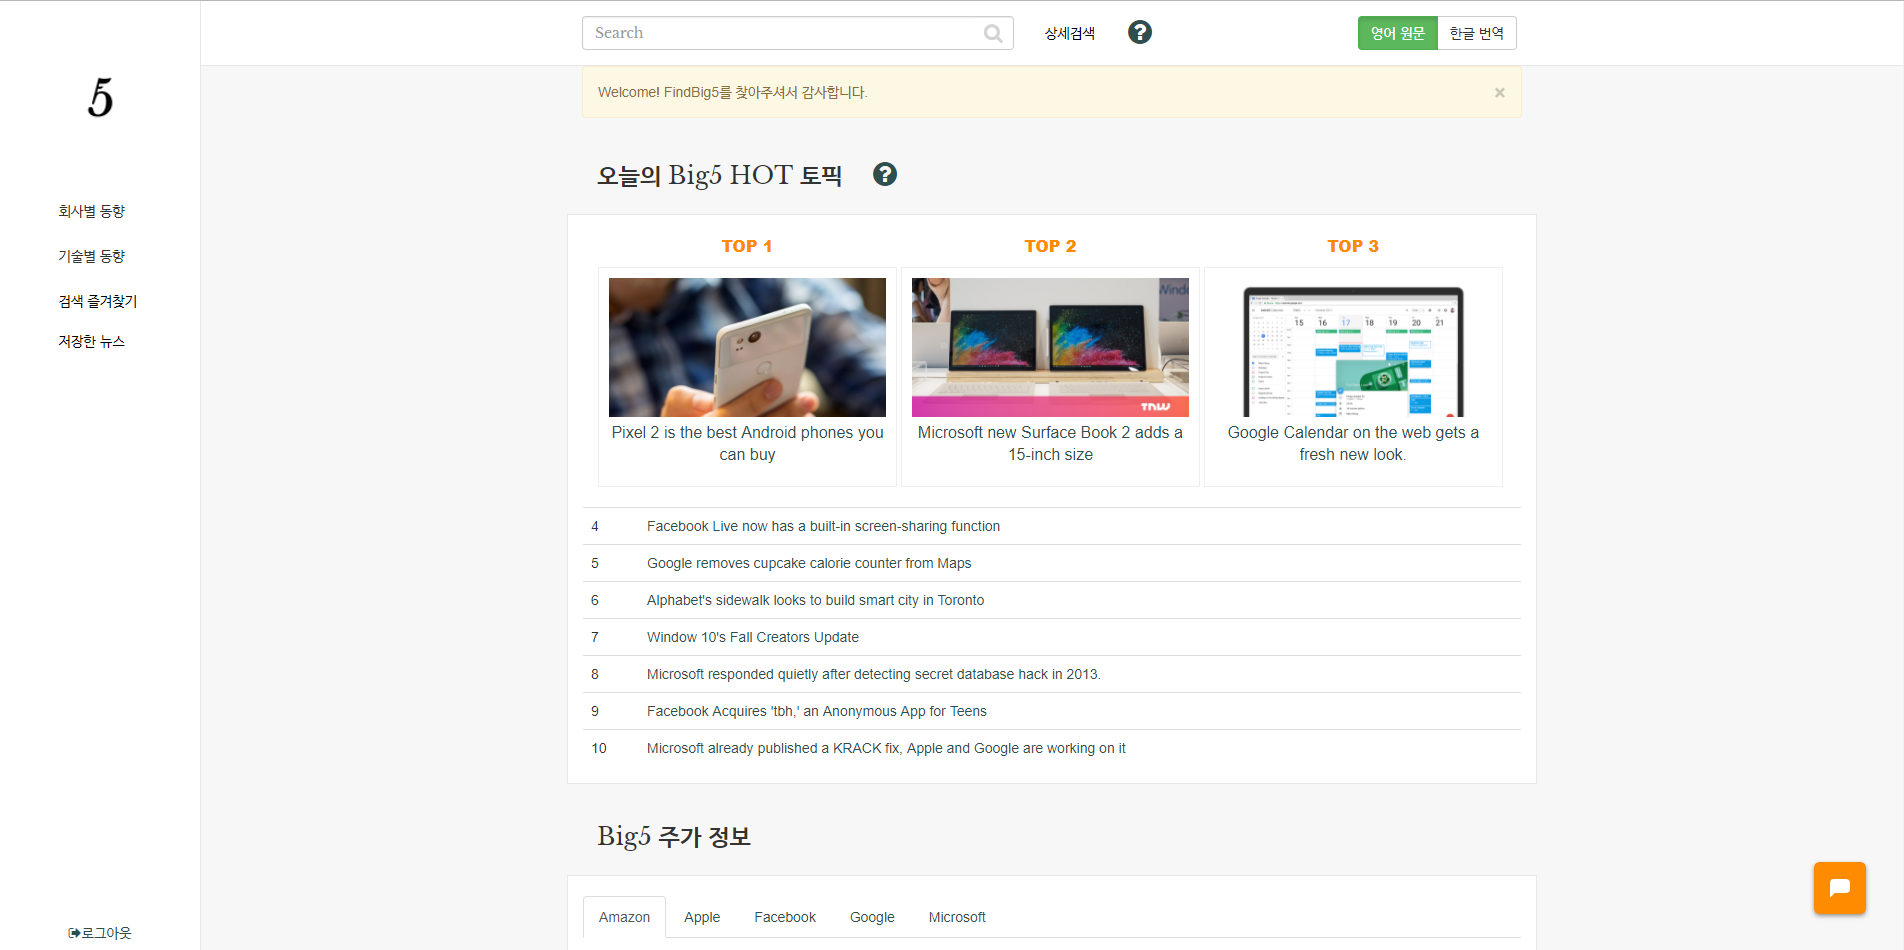 Search
상세검색
영어 원문
한글 번역
5
Welcome! FindBig5를 찾아주셔서 감사합니다.
×
회사별 동향
기술별 동향
검색 즐겨찾기
저장한 뉴스
로그아웃
오늘의 Big5 HOT 토픽
TOP 1
TOP 2
TOP 3
Windo
TNW
15 16 17 18 19 20 21
Pixel 2 is the best Android phones you
can buy
Microsoft new Surface Book 2 adds a
15-inch size
Google Calendar on the web gets a
fresh new look.
4 Facebook Live now has a built-in screen-sharing function
5 Google removes cupcake calorie counter from Maps
6 Alphabet's sidewalk looks to build smart city in Toronto
7 Window 10's Fall Creators Update
8 Microsoft responded quietly after detecting secret database hack in 2013.
9 Facebook Acquires 'tbh,' an Anonymous App for Teens
10 Microsoft already published a KRACK fix, Apple and Google are working on it
Big5 주가 정보
Amazon
Apple
Facebook
Google
Microsoft